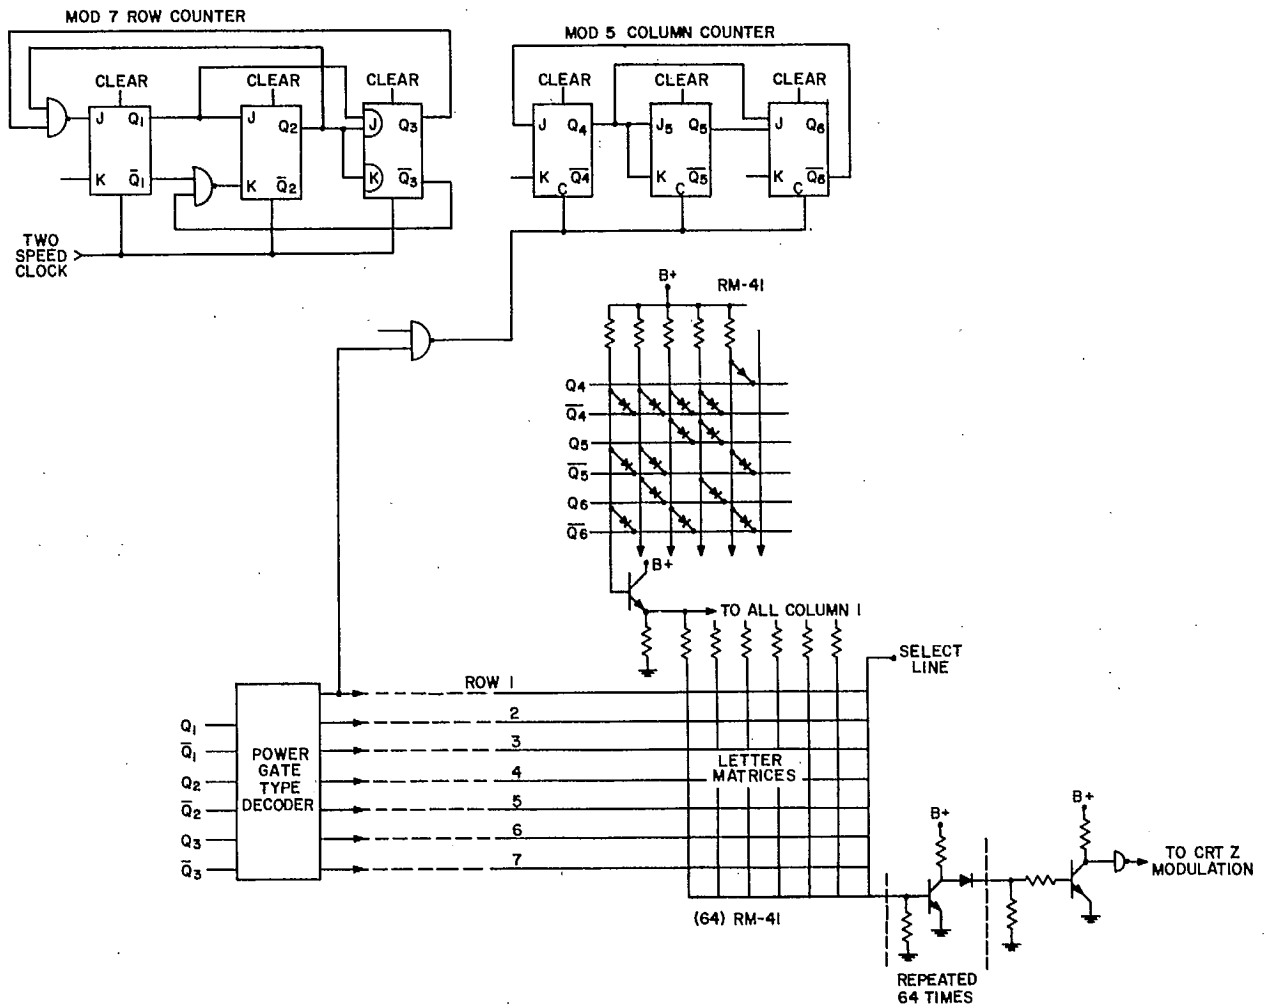 MOD 7 ROW COUNTER
MOD 5 COLUMN COUNTER
CLEAR CLEAR CLEAR
CLEAR CLEAR CLEAR
J Q1 J Q2 J Q3
K Q̅1 K Q̅2 K Q̅3
J Q4 J5 Q5 J Q6
K Q̅4 K Q̅5 K Q̅6
C C C
TWO
SPEED
CLOCK
B+
RM-41
Q4
Q̅4
Q5
Q̅5
Q6
Q̅6
B+
TO ALL COLUMN 1
SELECT
LINE
ROW 1
2
3
4
5
6
7
Q1
Q̅1
Q2
Q̅2
Q3
Q̅3
POWER
GATE
TYPE
DECODER
LETTER
MATRICES
(64) RM-41
B+
B+
TO CRT Z
MODULATION
REPEATED
64 TIMES